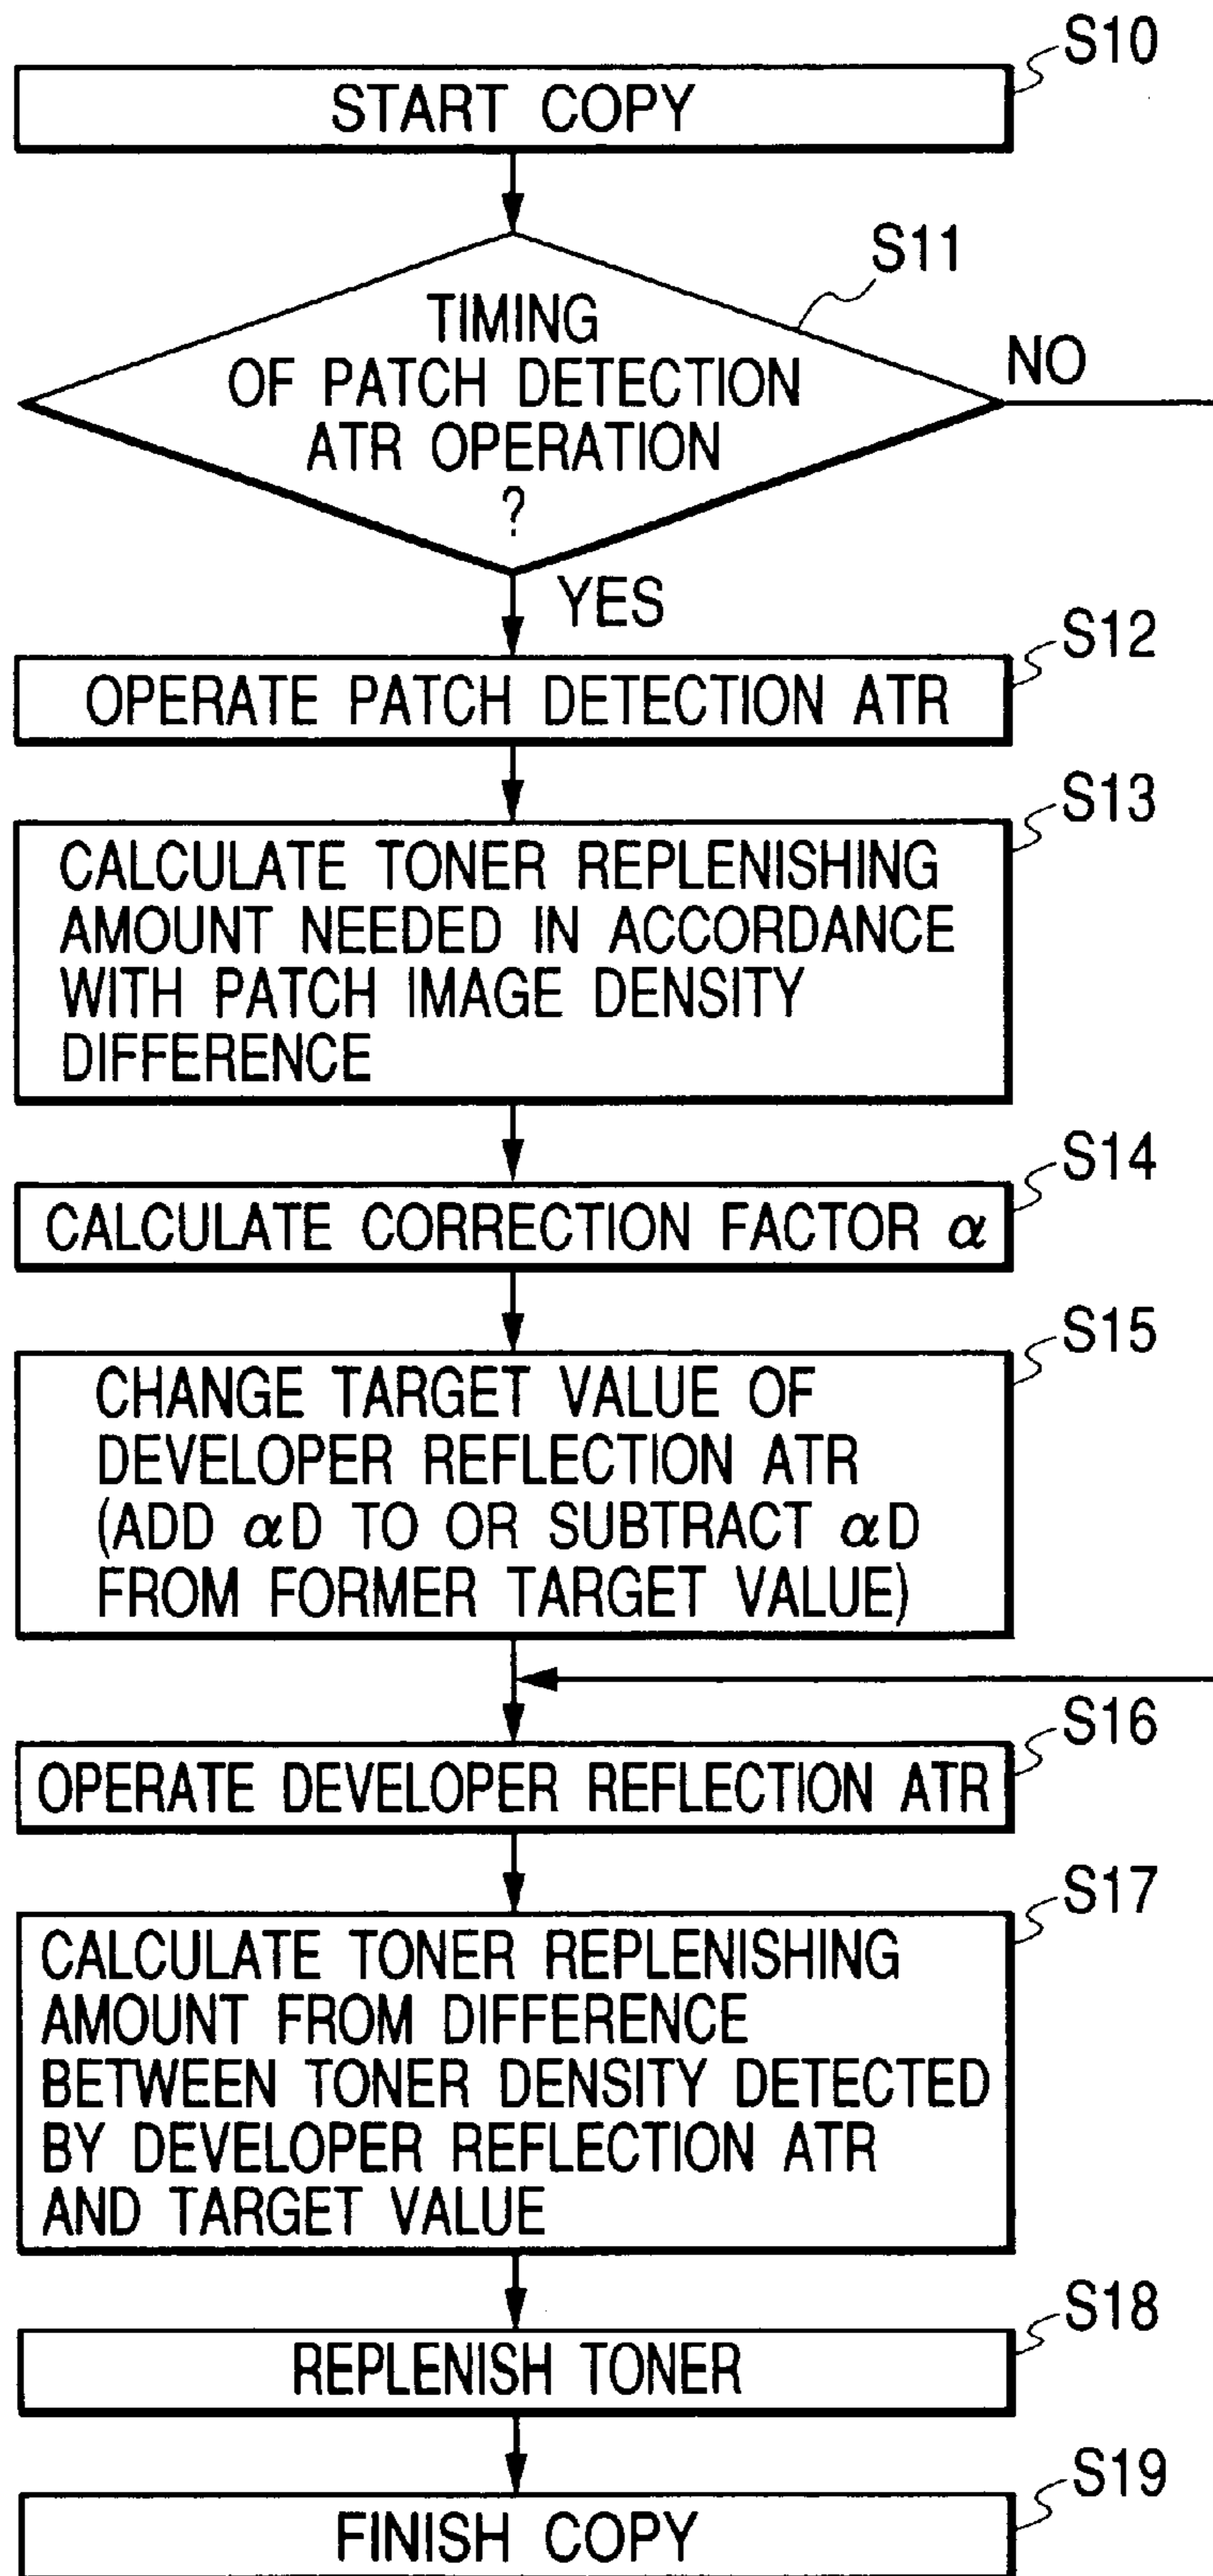 S10
START COPY
S11
TIMING
OF PATCH DETECTION
ATR OPERATION
?
NO
YES
S12
OPERATE PATCH DETECTION ATR
S13
CALCULATE TONER REPLENISHING
AMOUNT NEEDED IN ACCORDANCE
WITH PATCH IMAGE DENSITY
DIFFERENCE
S14
CALCULATE CORRECTION FACTOR α
S15
CHANGE TARGET VALUE OF
DEVELOPER REFLECTION ATR
(ADD αD TO OR SUBTRACT αD
FROM FORMER TARGET VALUE)
S16
OPERATE DEVELOPER REFLECTION ATR
S17
CALCULATE TONER REPLENISHING
AMOUNT FROM DIFFERENCE
BETWEEN TONER DENSITY DETECTED
BY DEVELOPER REFLECTION ATR
AND TARGET VALUE
S18
REPLENISH TONER
S19
FINISH COPY